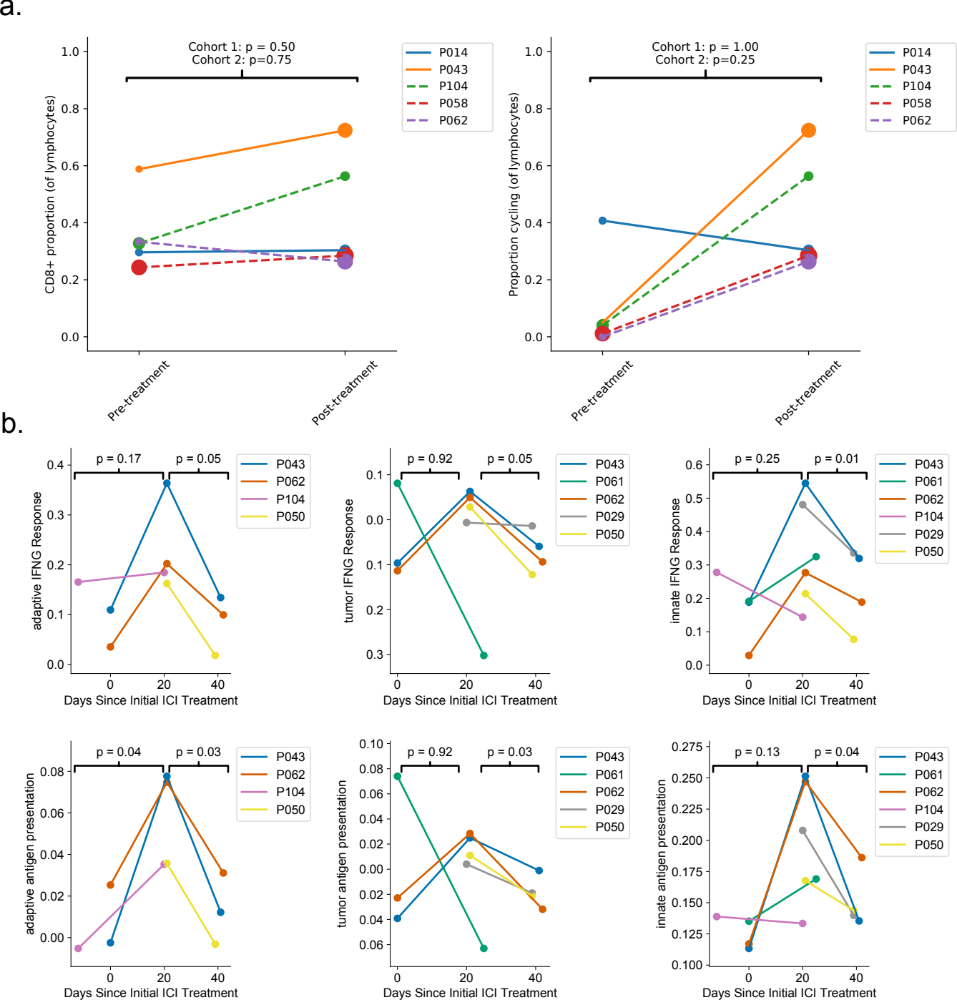 a.
Cohort 1: p = 0.50
Cohort 2: p=0.75
CD8+ proportion (of lymphocytes)
1.0
0.8
0.6
0.4
0.2
0.0
Pre-treatment
Post-treatment
P014
P043
P104
P058
P062
Cohort 1: p = 1.00
Cohort 2: p=0.25
Proportion cycling (of lymphocytes)
1.0
0.8
0.6
0.4
0.2
0.0
Pre-treatment
Post-treatment
P014
P043
P104
P058
P062
b.
p = 0.17
p = 0.05
adaptive IFNG Response
0.4
0.3
0.2
0.1
0.0
0 20 40
Days Since Initial ICI Treatment
P043
P062
P104
P050
p = 0.92
p = 0.05
tumor IFNG Response
0.1
0.0
0.1
0.2
0.3
0 20 40
Days Since Initial ICI Treatment
P043
P061
P062
P029
P050
p = 0.25
p = 0.01
innate IFNG Response
0.6
0.5
0.4
0.3
0.2
0.1
0.0
0 20 40
Days Since Initial ICI Treatment
P043
P061
P062
P104
P029
P050
p = 0.04
p = 0.03
adaptive antigen presentation
0.08
0.06
0.04
0.02
0.00
0 20 40
Days Since Initial ICI Treatment
P043
P062
P104
P050
p = 0.92
p = 0.03
tumor antigen presentation
0.10
0.08
0.06
0.04
0.02
0.00
0.02
0.04
0.06
0 20 40
Days Since Initial ICI Treatment
P043
P061
P062
P029
P050
p = 0.13
p = 0.04
innate antigen presentation
0.275
0.250
0.225
0.200
0.175
0.150
0.125
0.100
0 20 40
Days Since Initial ICI Treatment
P043
P061
P062
P104
P029
P050